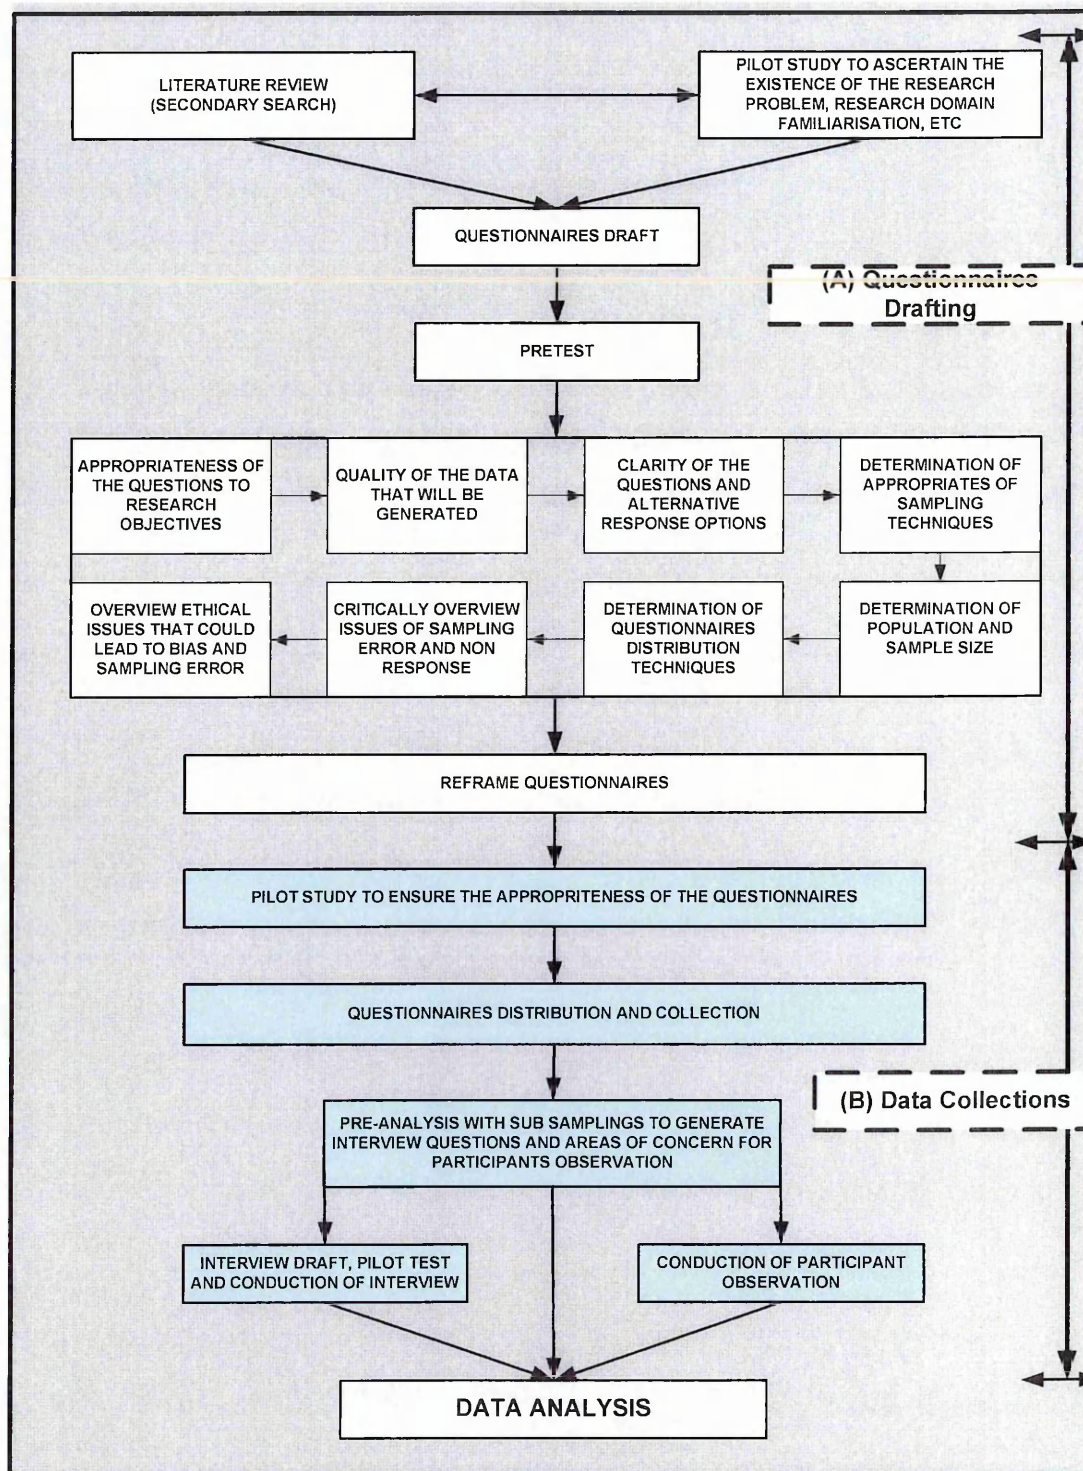 LITERATURE REVIEW
(SECONDARY SEARCH)
PILOT STUDY TO ASCERTAIN THE
EXISTENCE OF THE RESEARCH
PROBLEM, RESEARCH DOMAIN
FAMILIARISATION, ETC
QUESTIONNAIRES DRAFT
(A) Questionnaires
Drafting
PRETEST
APPROPRIATENESS OF
THE QUESTIONS TO
RESEARCH
OBJECTIVES
QUALITY OF THE DATA
THAT WILL BE
GENERATED
CLARITY OF THE
QUESTIONS AND
ALTERNATIVE
RESPONSE OPTIONS
DETERMINATION OF
APPROPRIATES OF
SAMPLING
TECHNIQUES
OVERVIEW ETHICAL
ISSUES THAT COULD
LEAD TO BIAS AND
SAMPLING ERROR
CRITICALLY OVERVIEW
ISSUES OF SAMPLING
ERROR AND NON
RESPONSE
DETERMINATION OF
QUESTIONNAIRES
DISTRIBUTION
TECHNIQUES
DETERMINATION OF
POPULATION AND
SAMPLE SIZE
REFRAME QUESTIONNAIRES
PILOT STUDY TO ENSURE THE APPROPRITENESS OF THE QUESTIONNAIRES
QUESTIONNAIRES DISTRIBUTION AND COLLECTION
(B) Data Collections
PRE-ANALYSIS WITH SUB SAMPLINGS TO GENERATE
INTERVIEW QUESTIONS AND AREAS OF CONCERN FOR
PARTICIPANTS OBSERVATION
INTERVIEW DRAFT, PILOT TEST
AND CONDUCTION OF INTERVIEW
CONDUCTION OF PARTICIPANT
OBSERVATION
DATA ANALYSIS